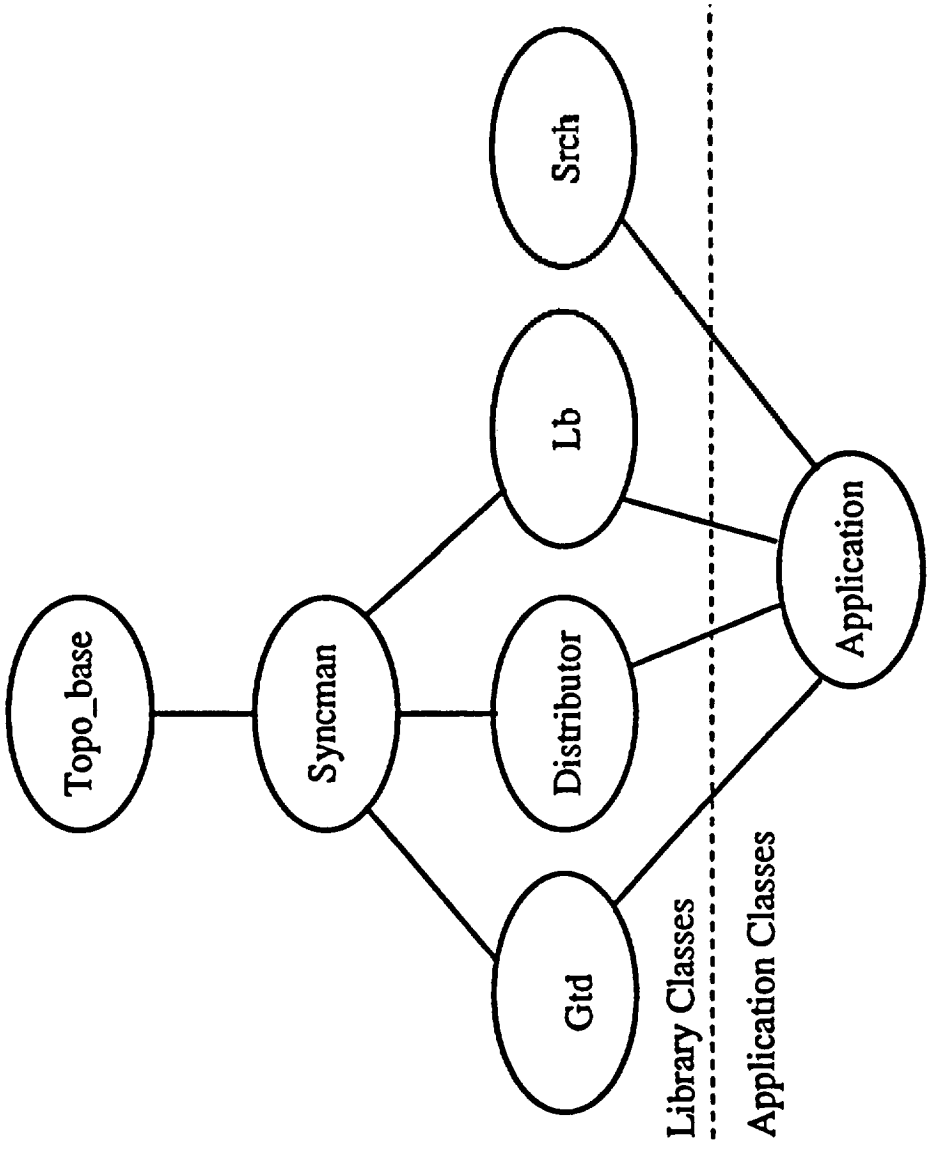 Topo_base
Syncman
Gtd
Distributor
Lb
Srch
Library Classes
Application Classes
Application